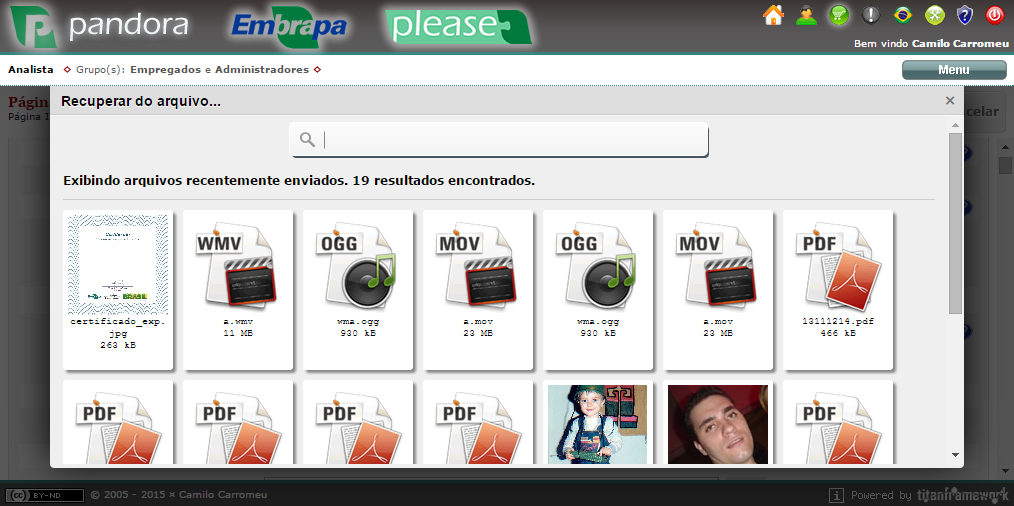 pandora
Embrapa
please
Bem vindo Camilo Carromeu
Analista ◇ Grupo(s): Empregados e Administradores ◇
Menu
Págin
Página 1
celar
Recuperar do arquivo...
×
Exibindo arquivos recentemente enviados. 19 resultados encontrados.
BRASIL
certificado_exp.
jpg
263 kB
WMV
a.wmv
11 MB
OGG
wma.ogg
930 kB
MOV
a.mov
23 MB
OGG
wma.ogg
930 kB
MOV
a.mov
23 MB
PDF
13111214.pdf
466 kB
PDF
PDF
PDF
PDF
PDF
cc BY-ND © 2005 - 2015 × Camilo Carromeu
i Powered by titanframework